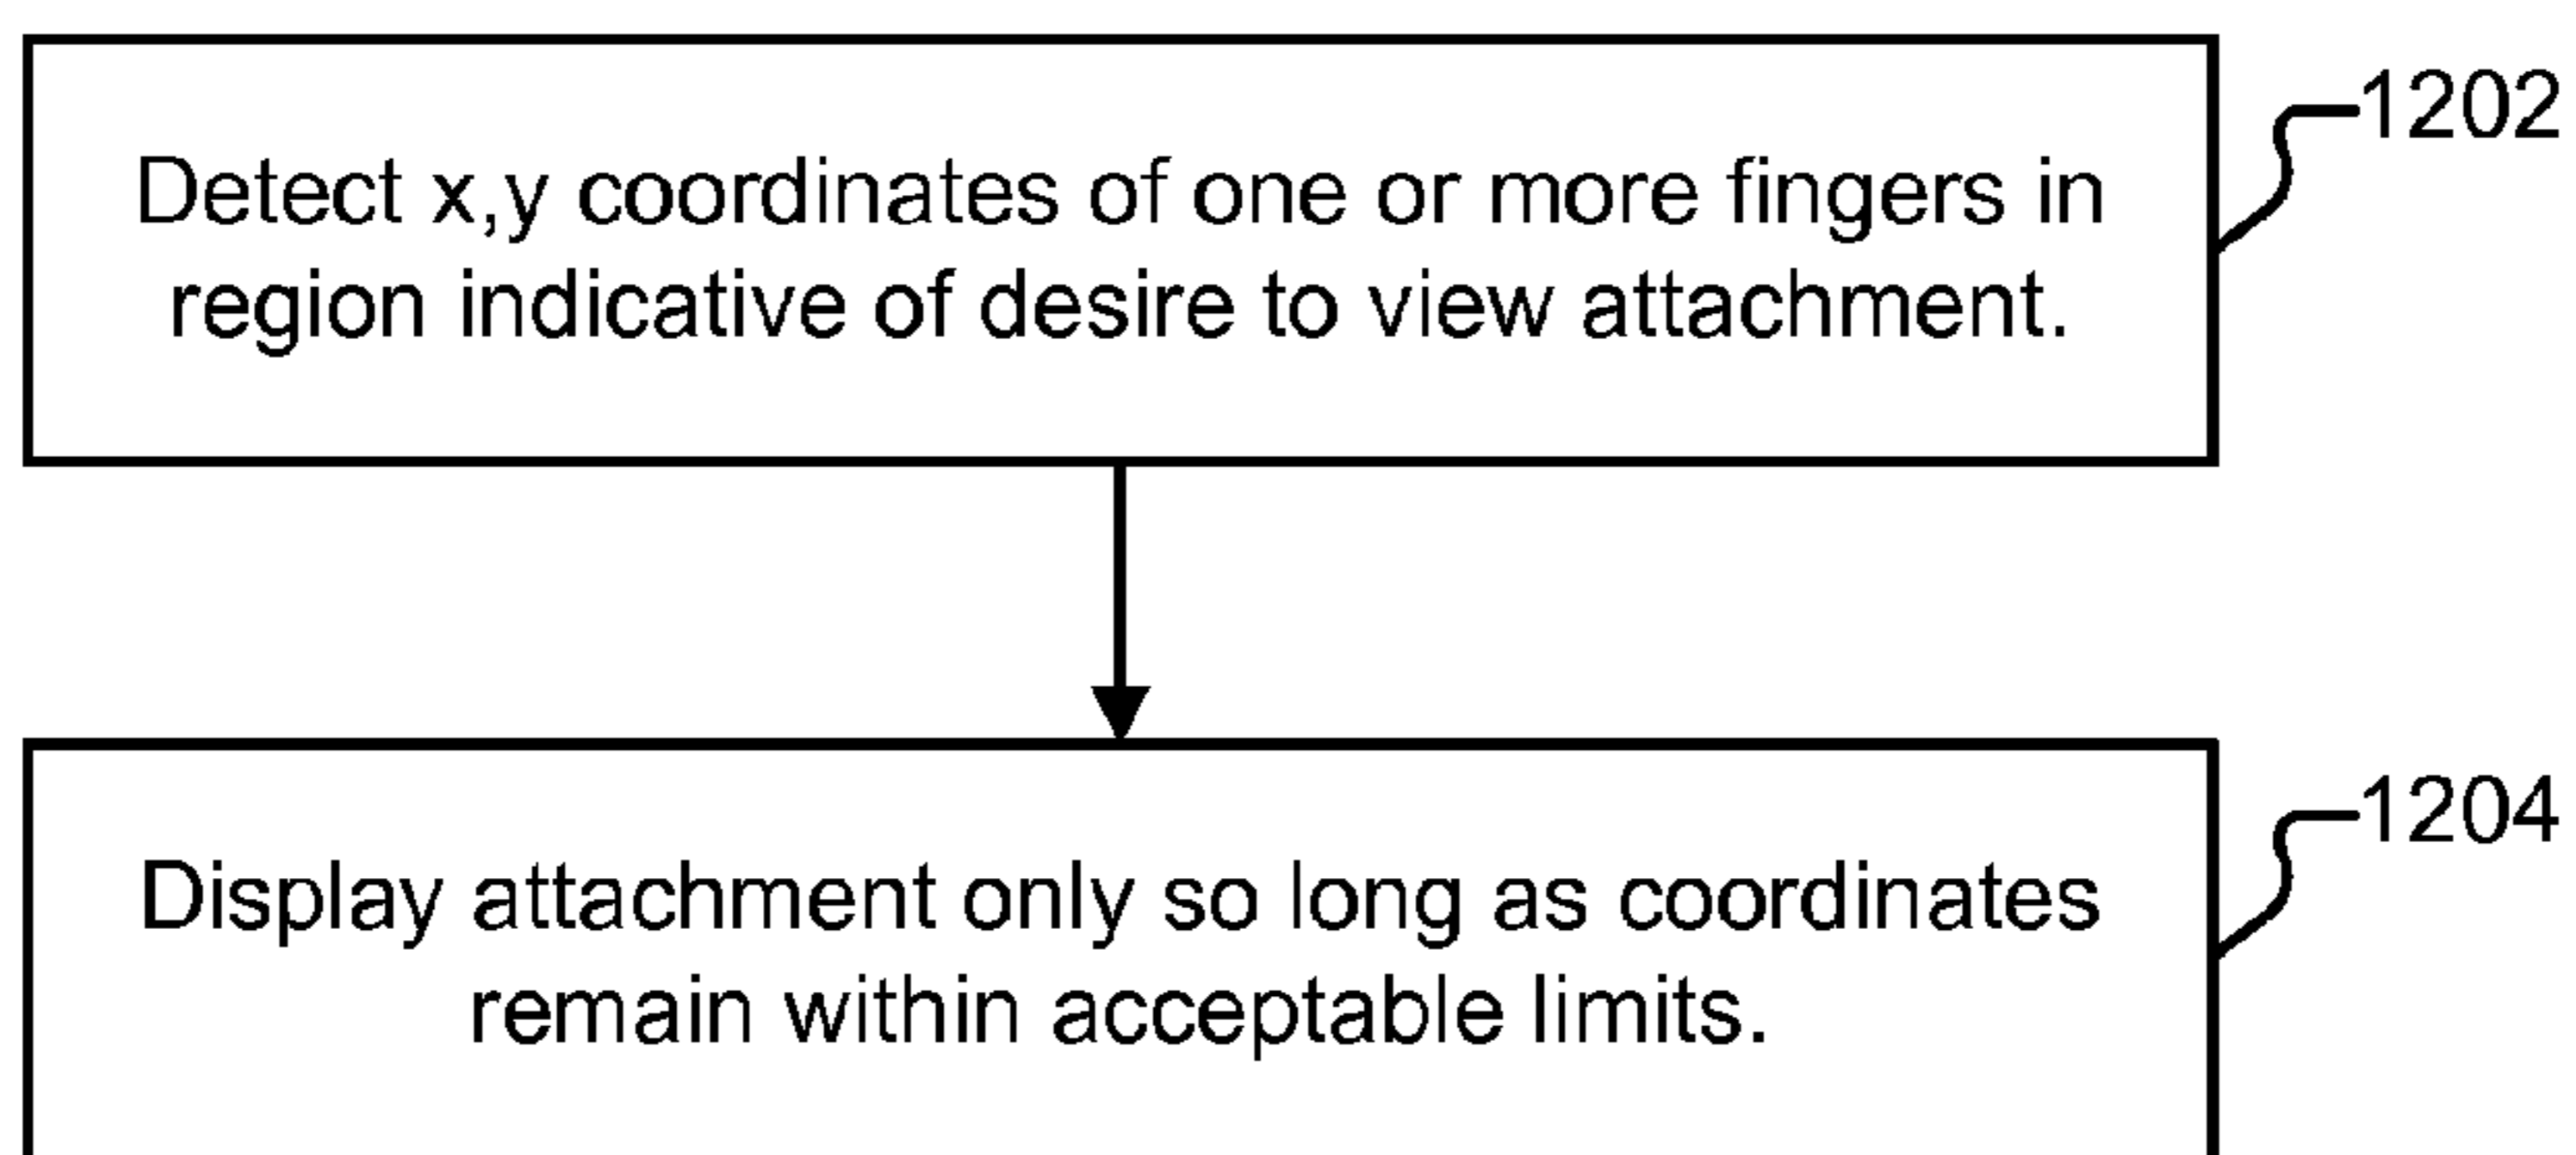 1202
Detect x,y coordinates of one or more fingers in
region indicative of desire to view attachment.
1204
Display attachment only so long as coordinates
remain within acceptable limits.